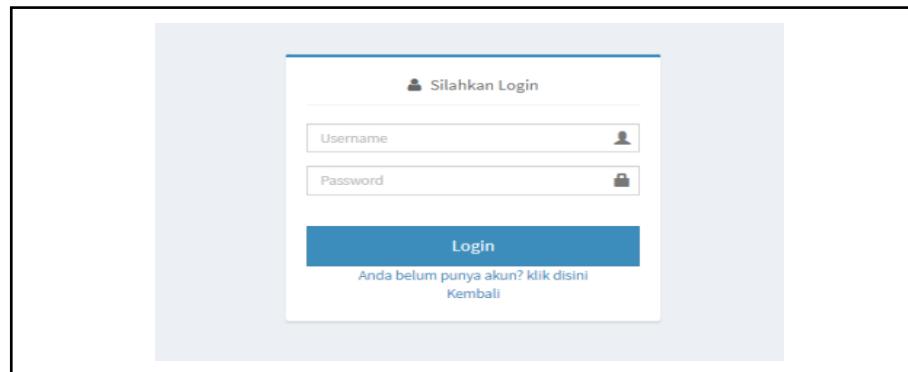 Silahkan Login
Username
Password
Login
Anda belum punya akun? klik disini
Kembali